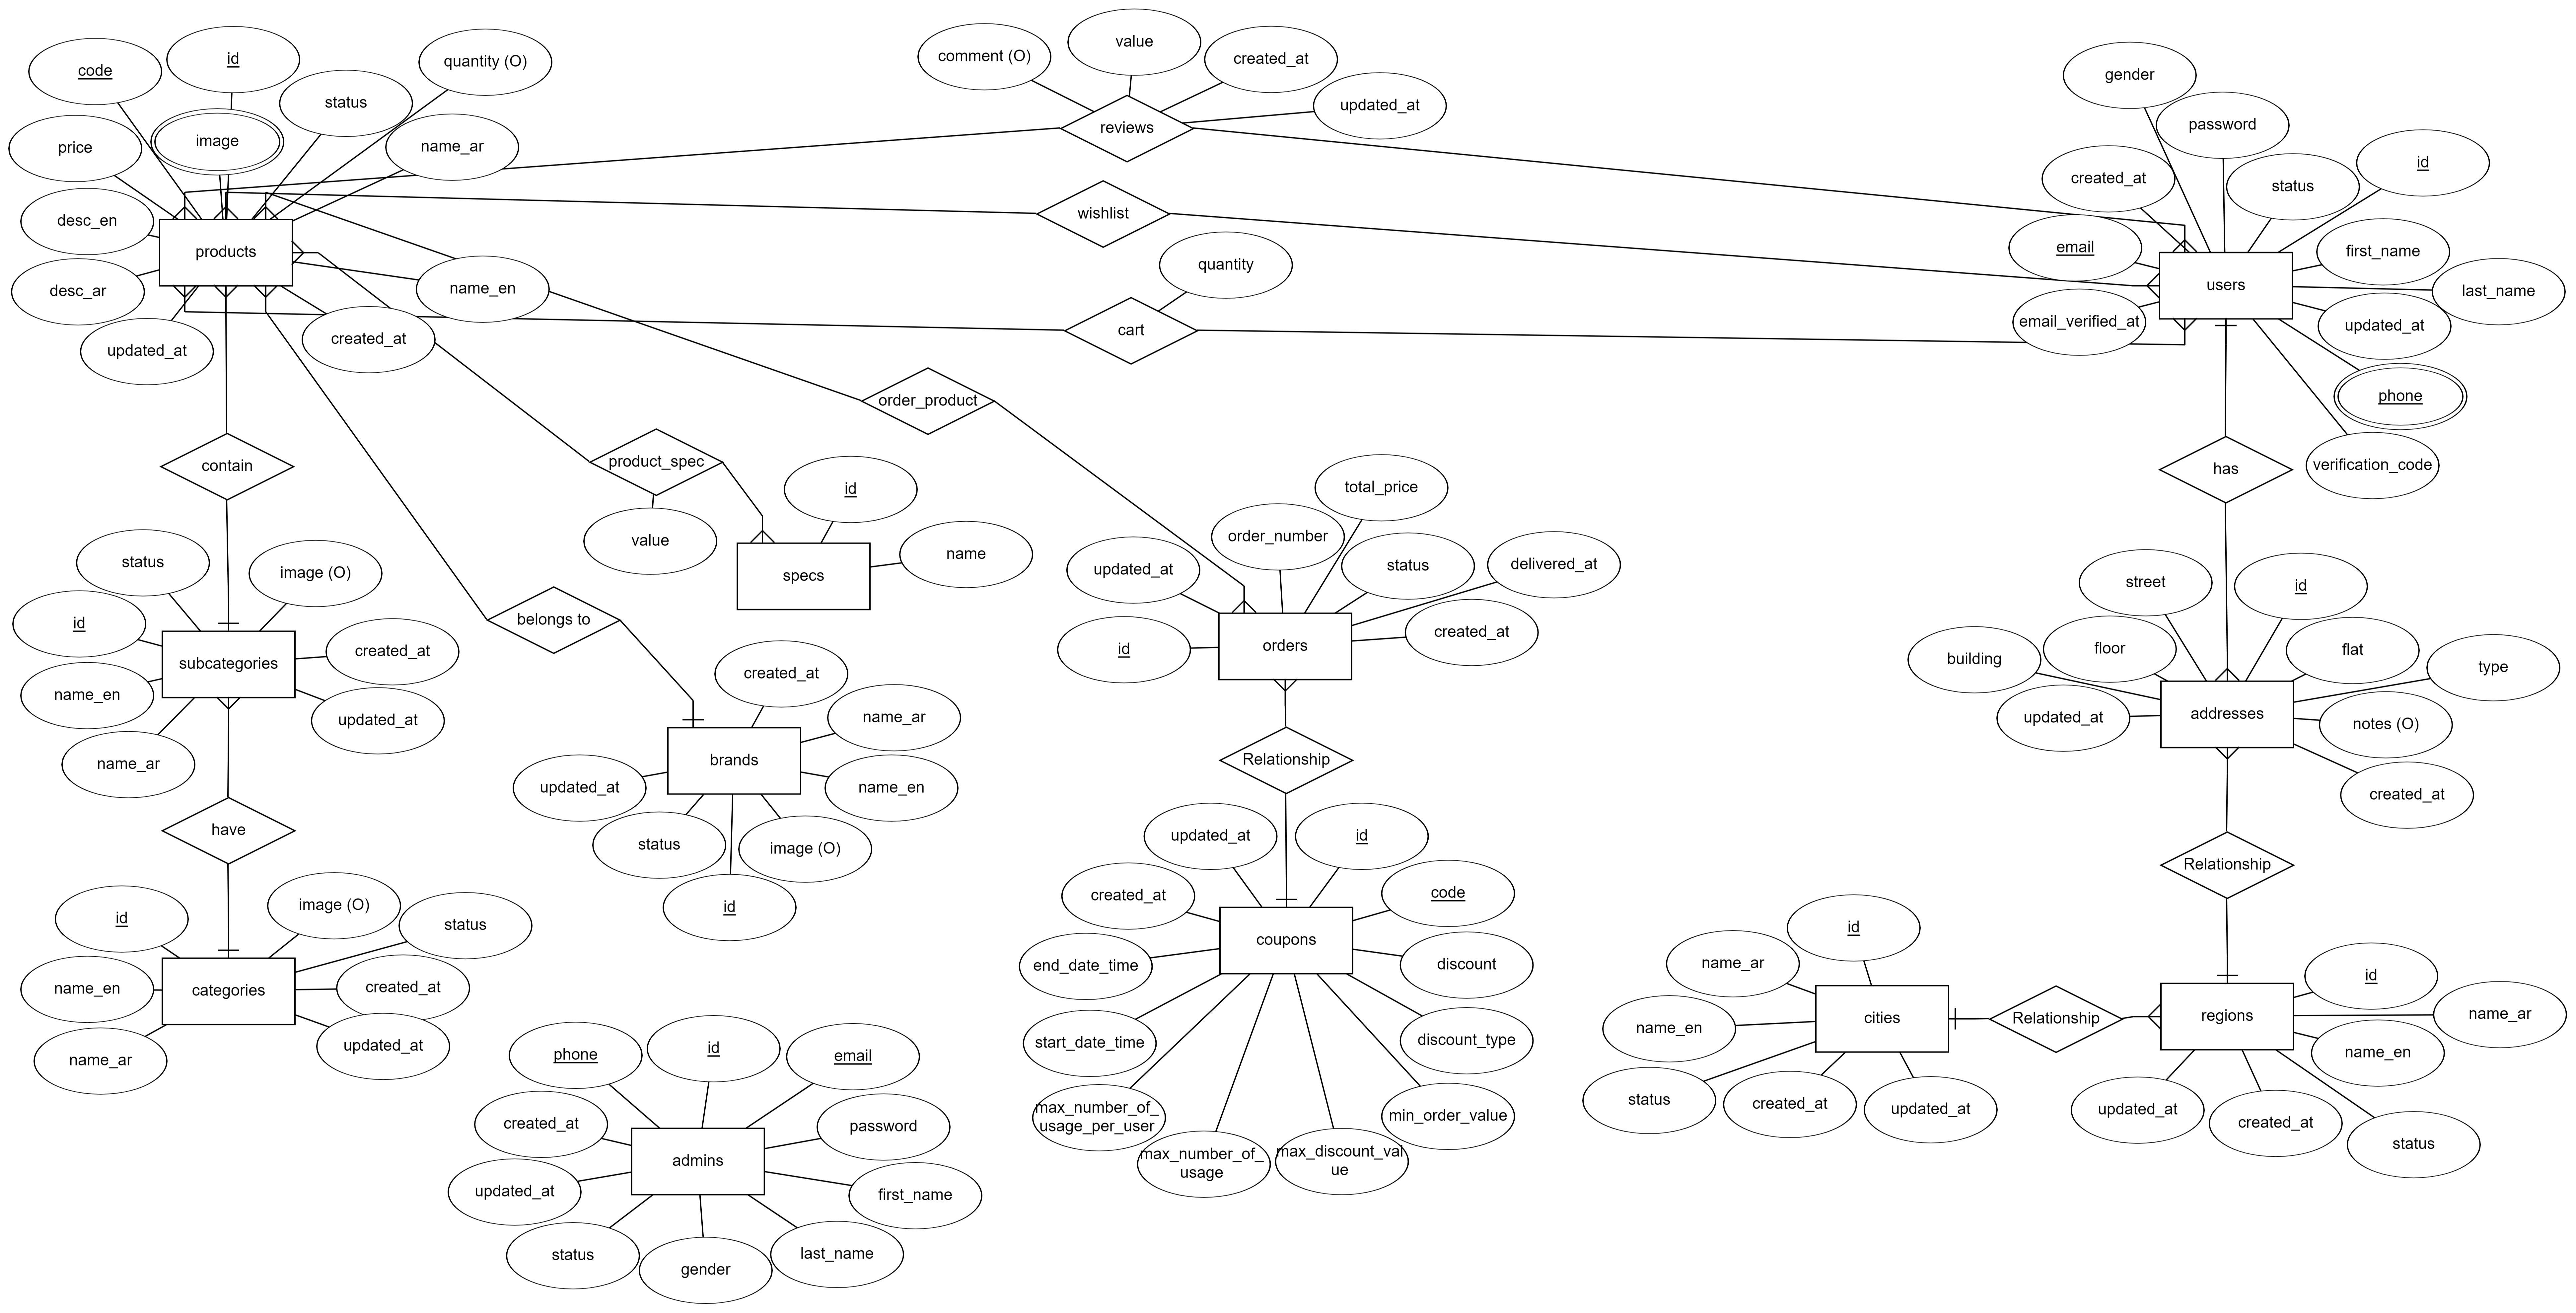 code
id
quantity (O)
price
image
status
name_ar
desc_en
products
desc_ar
name_en
updated_at
created_at
comment (O)
value
created_at
updated_at
reviews
wishlist
quantity
cart
order_product
gender
password
created_at
status
id
email
first_name
users
last_name
email_verified_at
updated_at
phone
verification_code
has
contain
product_spec
value
id
name
specs
belongs to
status
image (O)
id
subcategories
created_at
name_en
updated_at
name_ar
have
id
image (O)
status
name_en
categories
created_at
name_ar
updated_at
created_at
name_ar
brands
updated_at
name_en
status
image (O)
id
total_price
order_number
updated_at
status
delivered_at
id
orders
created_at
Relationship
updated_at
id
created_at
code
coupons
end_date_time
discount
start_date_time
discount_type
max_number_of_
usage_per_user
min_order_value
max_number_of_
usage
max_discount_val
ue
street
id
building
floor
flat
type
updated_at
addresses
notes (O)
created_at
Relationship
id
name_ar
name_en
cities
status
created_at
updated_at
Relationship
id
regions
name_ar
name_en
updated_at
created_at
status
phone
id
email
created_at
password
admins
updated_at
first_name
status
gender
last_name